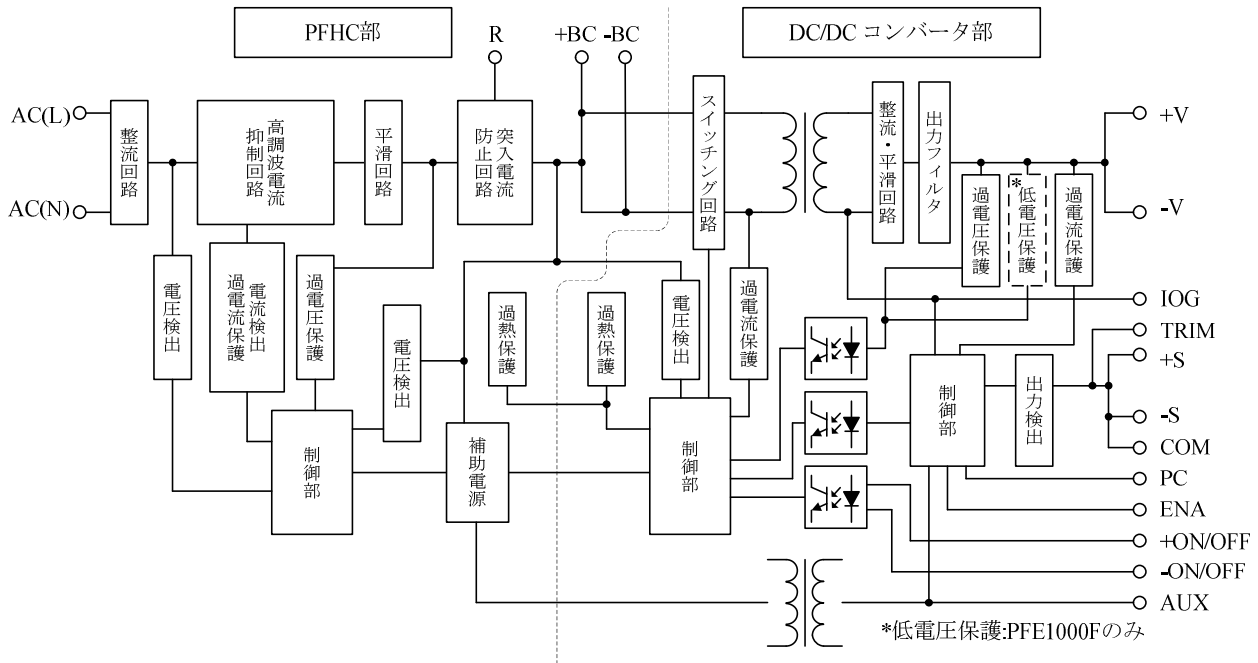 PFHC部
R
+BC
-BC
DC/DC コンバータ部
AC(L)
AC(N)
整流回路
高調波電流
抑制回路
平滑回路
突入電流
防止回路
スイッチング回路
整流・平滑回路
出力フィルタ
過電圧保護
*低電圧保護
過電流保護
+V
-V
電圧検出
電流検出
過電流保護
過電圧保護
電圧検出
過熱保護
過熱保護
電圧検出
過電流保護
IOG
TRIM
+S
-S
COM
PC
ENA
+ON/OFF
-ON/OFF
AUX
制御部
補助電源
制御部
制御部
出力検出
*低電圧保護:PFE1000Fのみ